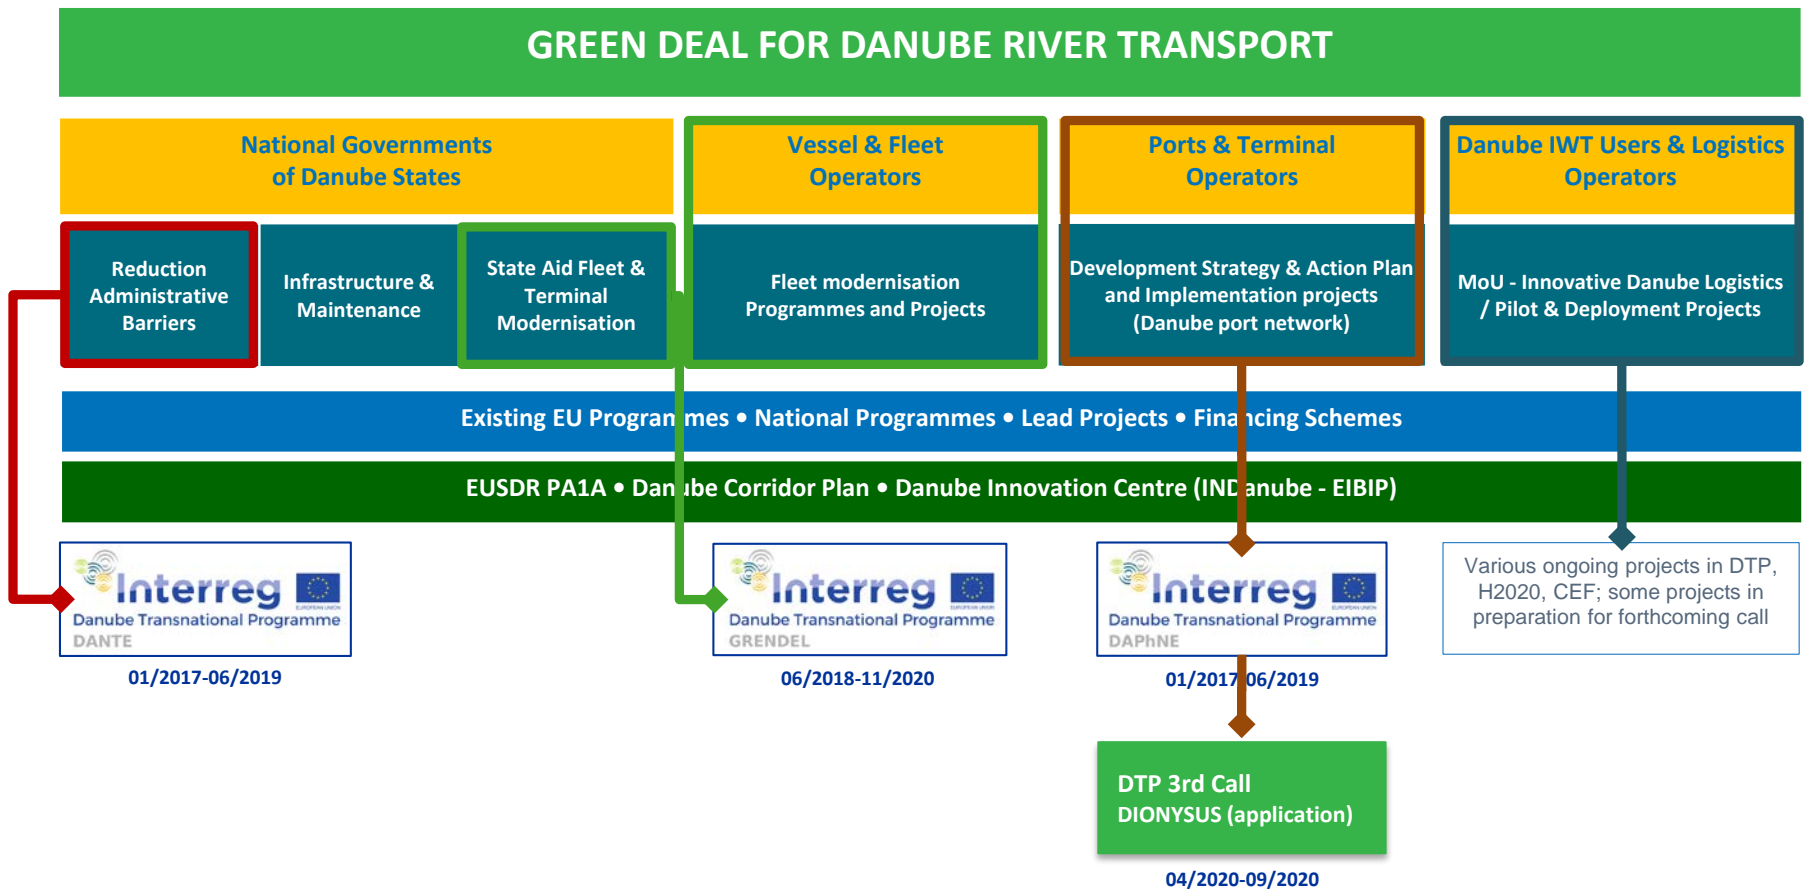 GREEN DEAL FOR DANUBE RIVER TRANSPORT
National Governments
of Danube States
Vessel & Fleet
Operators
Ports & Terminal
Operators
Danube IWT Users & Logistics
Operators
Reduction
Administrative
Barriers
Infrastructure &
Maintenance
State Aid Fleet &
Terminal
Modernisation
Fleet modernisation
Programmes and Projects
Development Strategy & Action Plan
and Implementation projects
(Danube port network)
MoU - Innovative Danube Logistics
/ Pilot & Deployment Projects
Existing EU Programmes • National Programmes • Lead Projects • Financing Schemes
EUSDR PA1A • Danube Corridor Plan • Danube Innovation Centre (INDanube - EIBIP)
Interreg
EUROPEAN UNION
Danube Transnational Programme
DANTE
01/2017-06/2019
Interreg
EUROPEAN UNION
Danube Transnational Programme
GRENDEL
06/2018-11/2020
Interreg
EUROPEAN UNION
Danube Transnational Programme
DAPhNE
01/2017-06/2019
Various ongoing projects in DTP,
H2020, CEF; some projects in
preparation for forthcoming call
DTP 3rd Call
DIONYSUS (application)
04/2020-09/2020